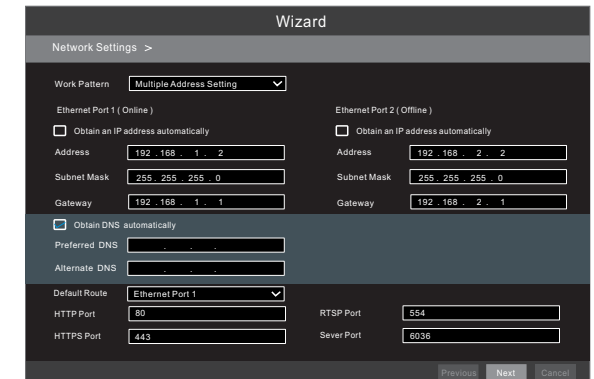 Wizard
Network Settings >
Work Pattern Multiple Address Setting
Ethernet Port 1 ( Online ) Ethernet Port 2 ( Offline )
Obtain an IP address automatically Obtain an IP address automatically
Address 192 . 168 . 1 . 2 Address 192 . 168 . 2 . 2
Subnet Mask 255 . 255 . 255 . 0 Subnet Mask 255 . 255 . 255 . 0
Gateway 192 . 168 . 1 . 1 Gateway 192 . 168 . 2 . 1
Obtain DNS automatically
Preferred DNS . . .
Alternate DNS . . .
Default Route Ethernet Port 1
HTTP Port 80 RTSP Port 554
HTTPS Port 443 Sever Port 6036
Previous Next Cancel